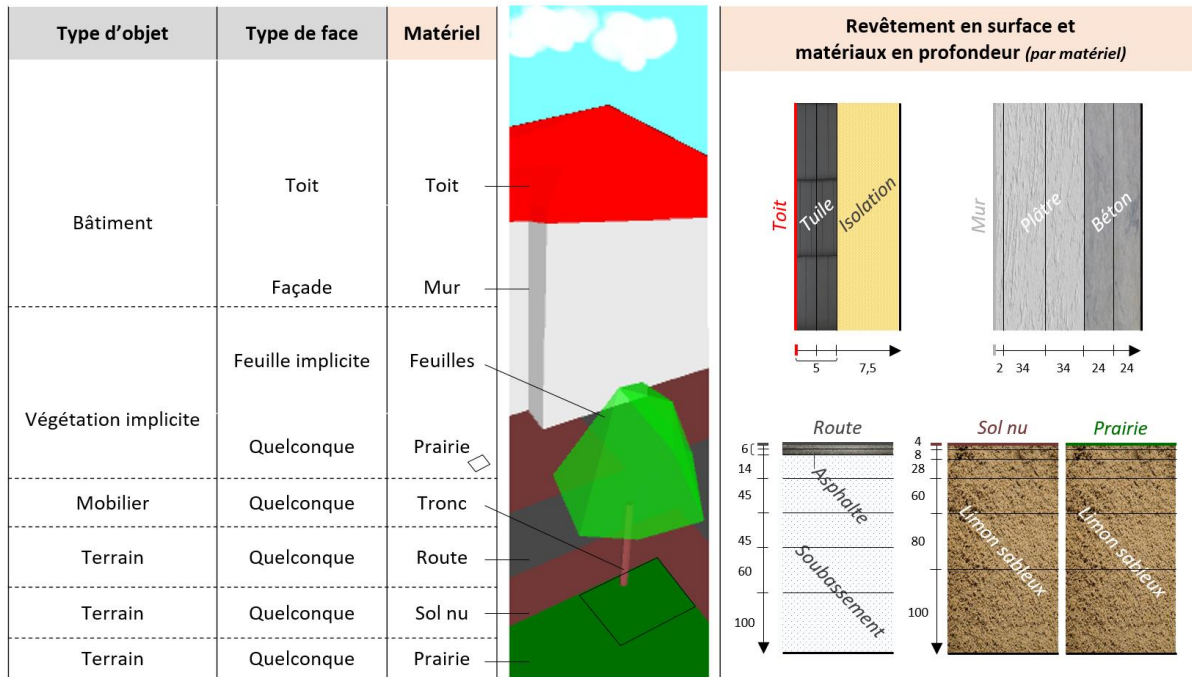 Type d'objet
Type de face
Matériel
Bâtiment
Toit
Toit
Façade
Mur
Végétation implicite
Feuille implicite
Feuilles
Quelconque
Prairie
Mobilier
Quelconque
Tronc
Terrain
Quelconque
Route
Terrain
Quelconque
Sol nu
Terrain
Quelconque
Prairie
Revêtement en surface et
matériaux en profondeur (par matériel)
Toit
Tuile
Isolation
5
7,5
Mur
Plâtre
Béton
2 34 34 24 24
Route
6
14
45
45
60
100
Asphalte
Soubassement
Sol nu
Prairie
4
8
28
60
80
100
Limon sableux
Limon sableux